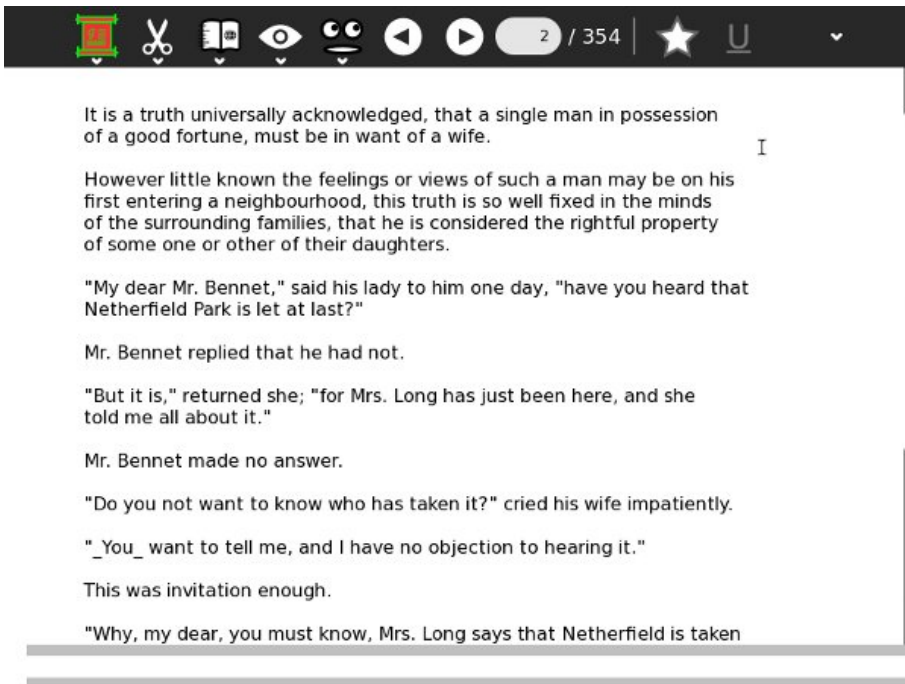 2 / 354
U
It is a truth universally acknowledged, that a single man in possession
of a good fortune, must be in want of a wife.
However little known the feelings or views of such a man may be on his
first entering a neighbourhood, this truth is so well fixed in the minds
of the surrounding families, that he is considered the rightful property
of some one or other of their daughters.
"My dear Mr. Bennet," said his lady to him one day, "have you heard that
Netherfield Park is let at last?"
Mr. Bennet replied that he had not.
"But it is," returned she; "for Mrs. Long has just been here, and she
told me all about it."
Mr. Bennet made no answer.
"Do you not want to know who has taken it?" cried his wife impatiently.
"_You_ want to tell me, and I have no objection to hearing it."
This was invitation enough.
"Why, my dear, you must know, Mrs. Long says that Netherfield is taken